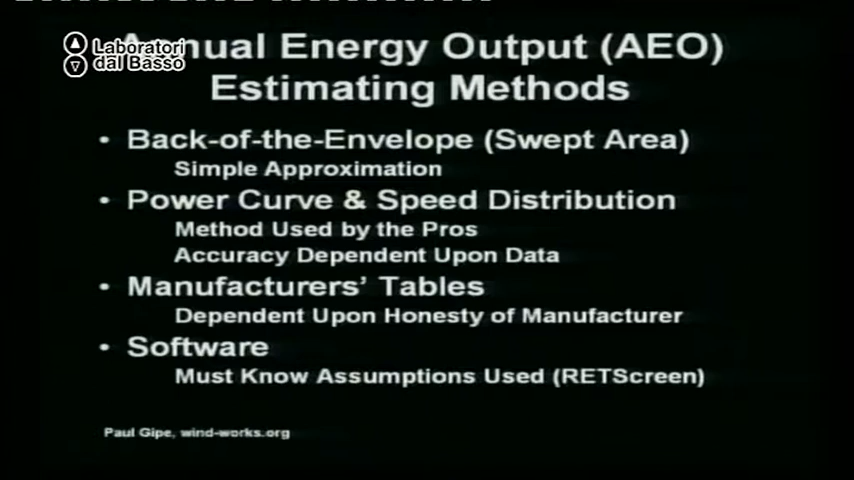 Laboratori
dal Basso
Annual Energy Output (AEO)
Estimating Methods
• Back-of-the-Envelope (Swept Area)
Simple Approximation
• Power Curve & Speed Distribution
Method Used by the Pros
Accuracy Dependent Upon Data
• Manufacturers' Tables
Dependent Upon Honesty of Manufacturer
• Software
Must Know Assumptions Used (RETScreen)
Paul Gipe, wind-works.org